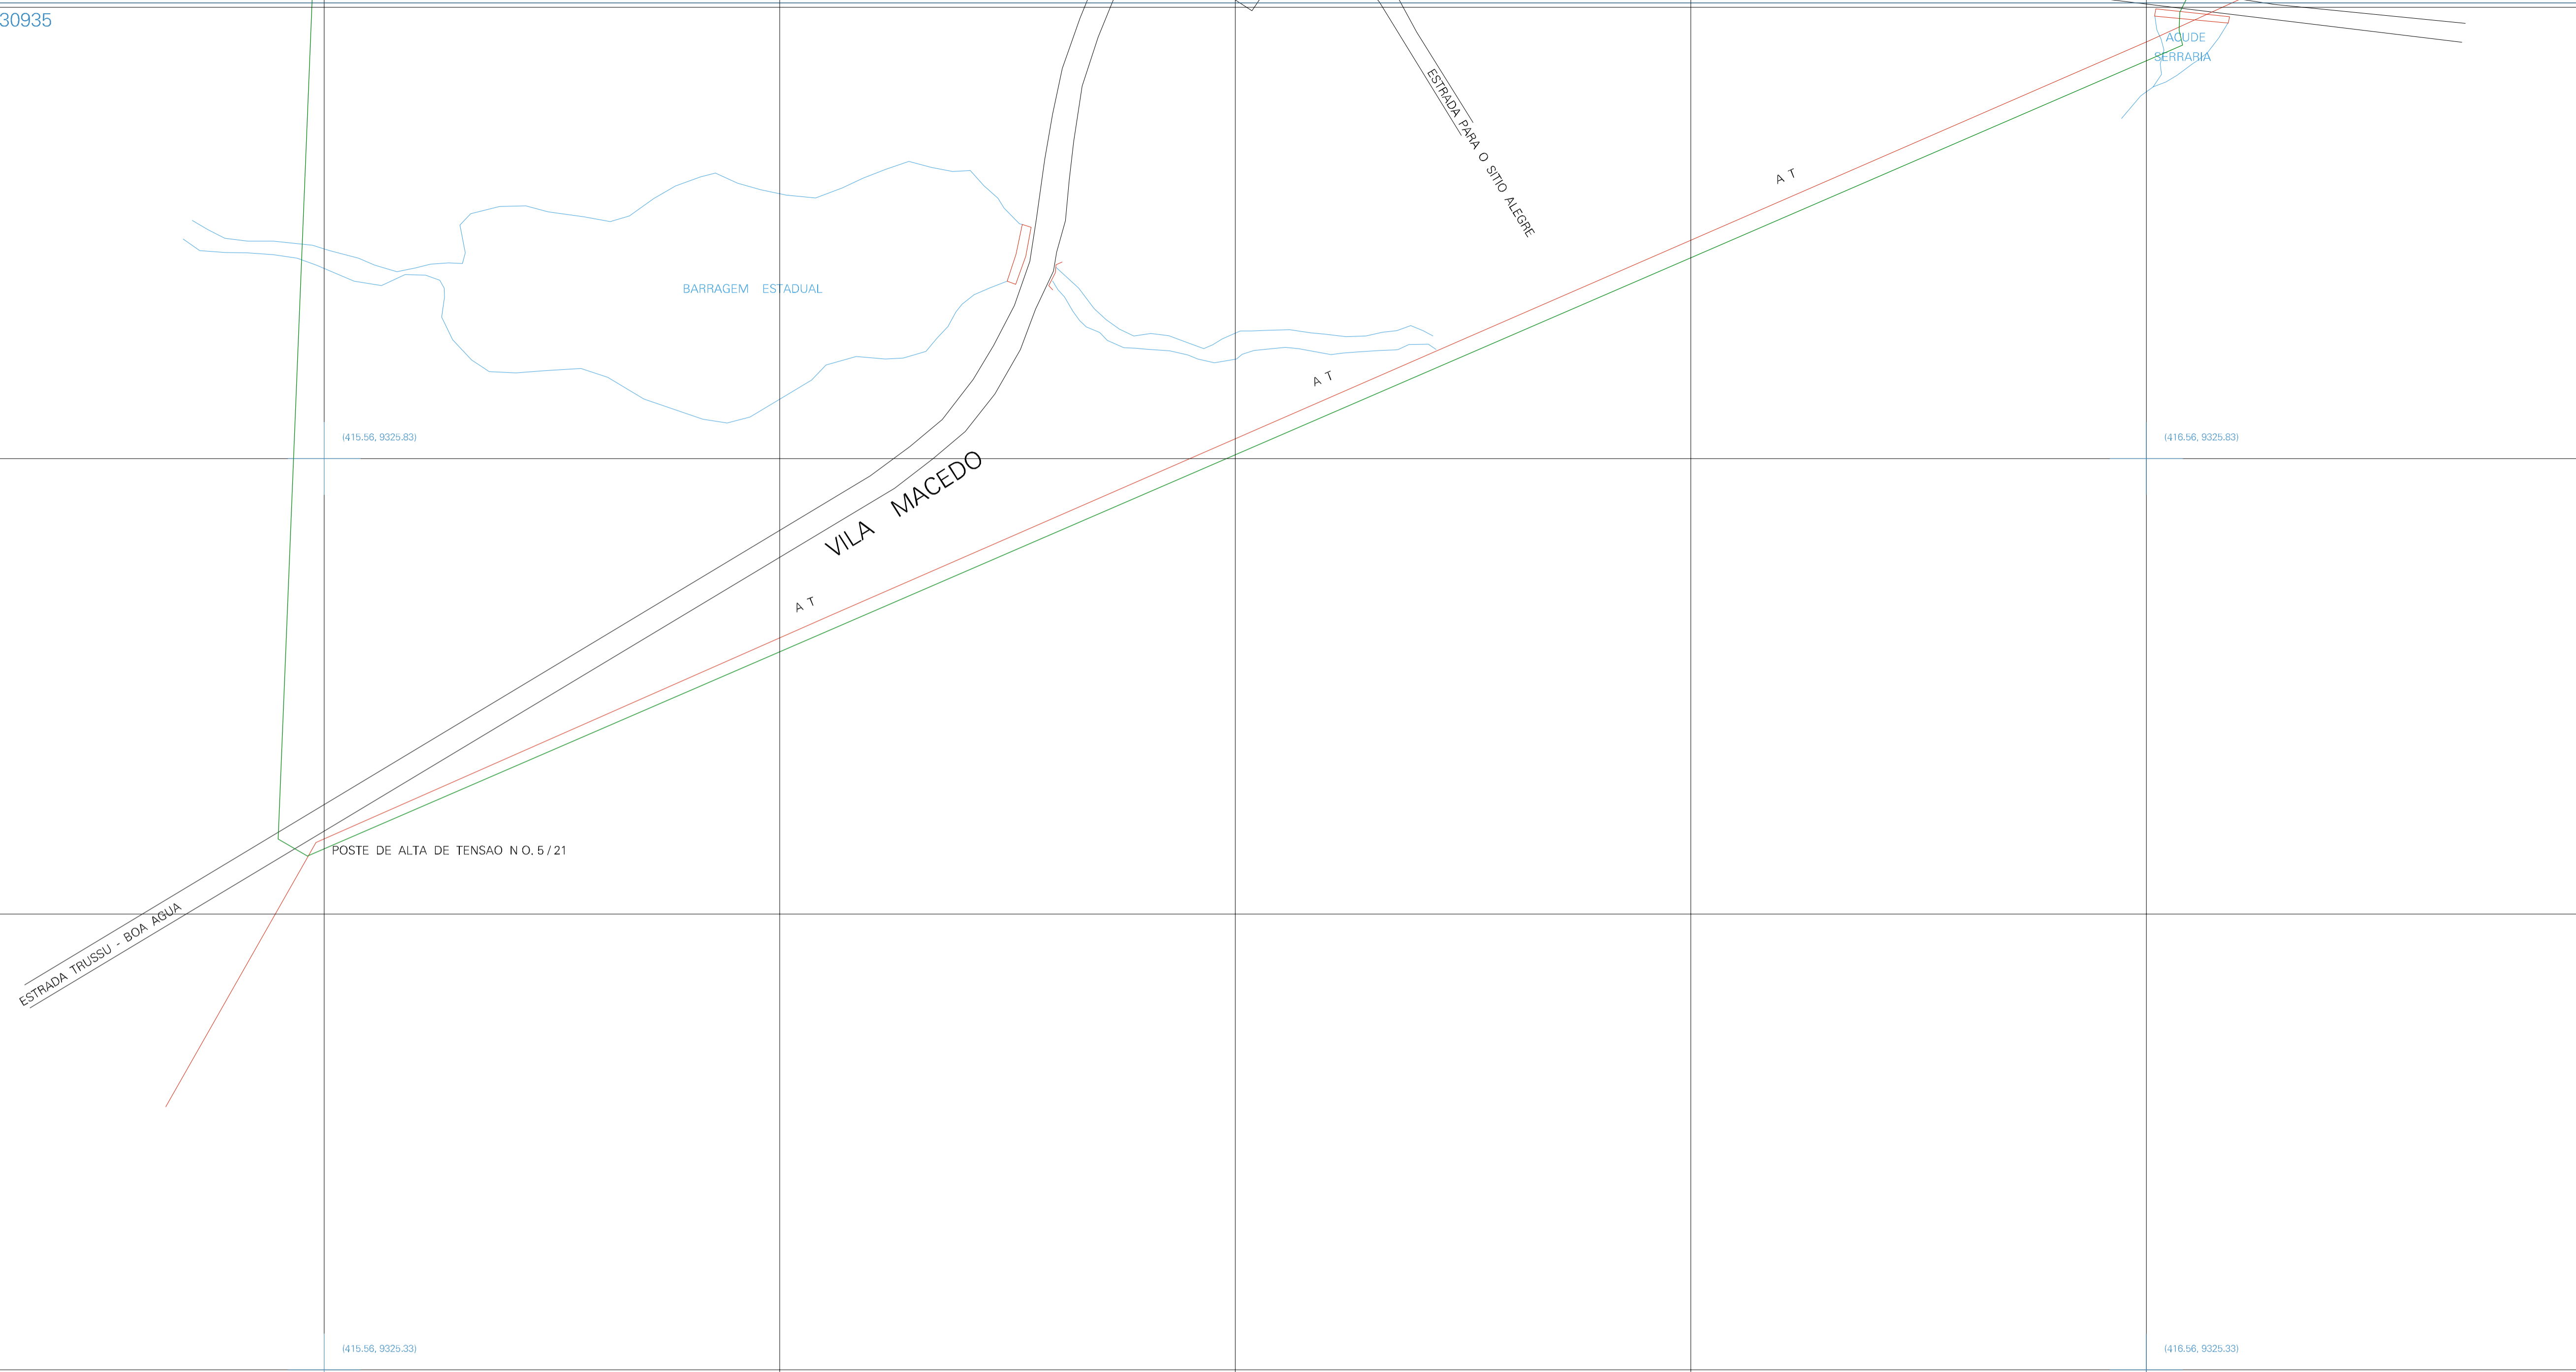 30935
ACUDE
SERRARIA
ESTRADA PARA O SITIO ALEGRE
A T
BARRAGEM ESTADUAL
A T
(415.56, 9325.83)
(416.56, 9325.83)
VILA MACEDO
A T
POSTE DE ALTA DE TENSAO N O. 5 / 21
ESTRADA TRUSSU - BOA AGUA
(415.56, 9325.33)
(416.56, 9325.33)